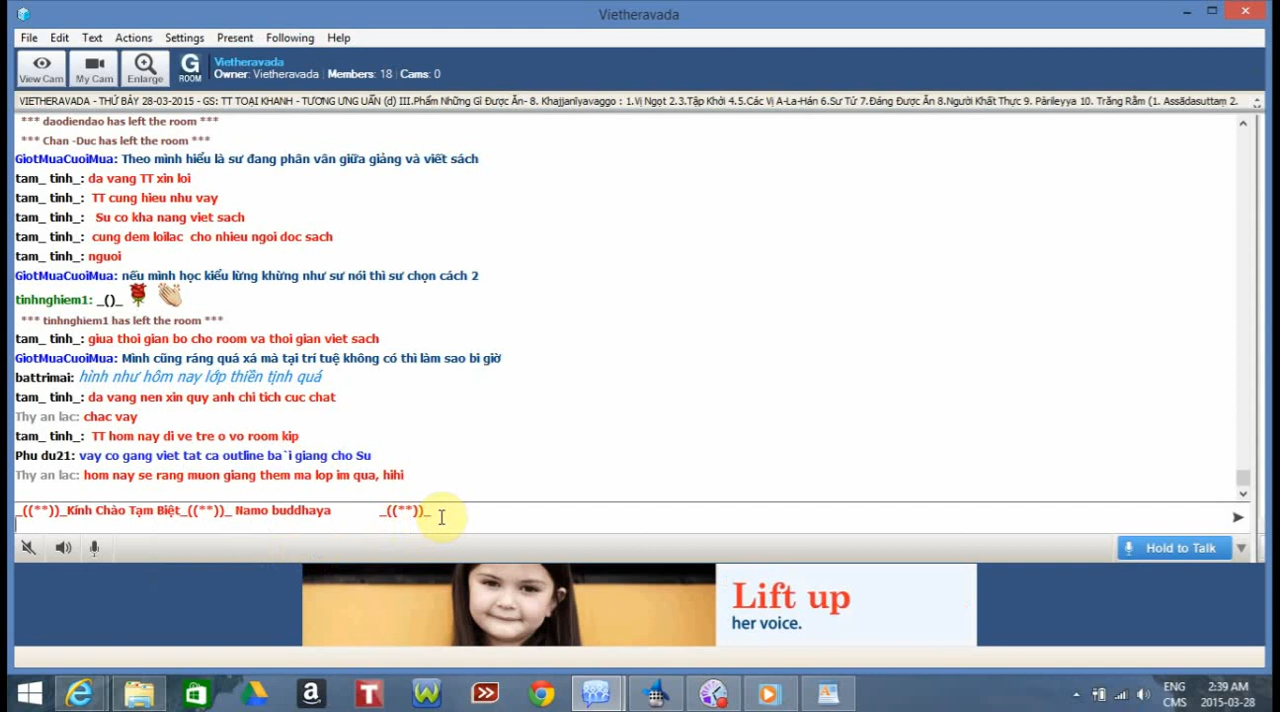 Vietheravada
File Edit Text Actions Settings Present Following Help
View Cam My Cam Enlarge G ROOM Vietheravada
Owner: Vietheravada Members: 18 Cams: 0
VIETHERAVADA - THỨ BẢY 28-03-2015 - GS: TT TOẠI KHANH - TƯƠNG ƯNG UẨN (d) III.Phẩm Những Gì Được Ăn- 8. Khajjanīyavaggo : 1.Vị Ngọt 2.3.Tập Khởi 4.5.Các Vị A-La-Hán 6.Sư Tử 7.Đáng Được Ăn 8.Người Khất Thực 9. Pārileyya 10. Trăng Rằm (1. Assādasuttaṃ 2.
*** daodiendao has left the room ***
*** Chan -Duc has left the room ***
GiotMuaCuoiMua: Theo mình hiểu là sư đang phân vân giữa giảng và viết sách
tam_ tinh_: da vang TT xin loi
tam_ tinh_: TT cung hieu nhu vay
tam_ tinh_: Su co kha nang viet sach
tam_ tinh_: cung dem loilac cho nhieu ngoi doc sach
tam_ tinh_: nguoi
GiotMuaCuoiMua: nếu mình học kiểu lừng khừng như sư nói thì sư chọn cách 2
tinhnghiem1: _()_
*** tinhnghiem1 has left the room ***
tam_ tinh_: giua thoi gian bo cho room va thoi gian viet sach
GiotMuaCuoiMua: Mình cũng ráng quá xá mà tại trí tuệ không có thì làm sao bi giờ
battrimai: hình như hôm nay lớp thiền tịnh quá
tam_ tinh_: da vang nen xin quy anh chi tich cuc chat
Thy an lac: chac vay
tam_ tinh_: TT hom nay di ve tre o vo room kip
Phu du21: vay co gang viet tat ca outline ba`i giang cho Su
Thy an lac: hom nay se rang muon giang them ma lop im qua, hihi
_((**))_Kính Chào Tạm Biệt_((**))_ Namo buddhaya _((**))_
Hold to Talk
Lift up
her voice.
ENG 2:39 AM
CMS 2015-03-28